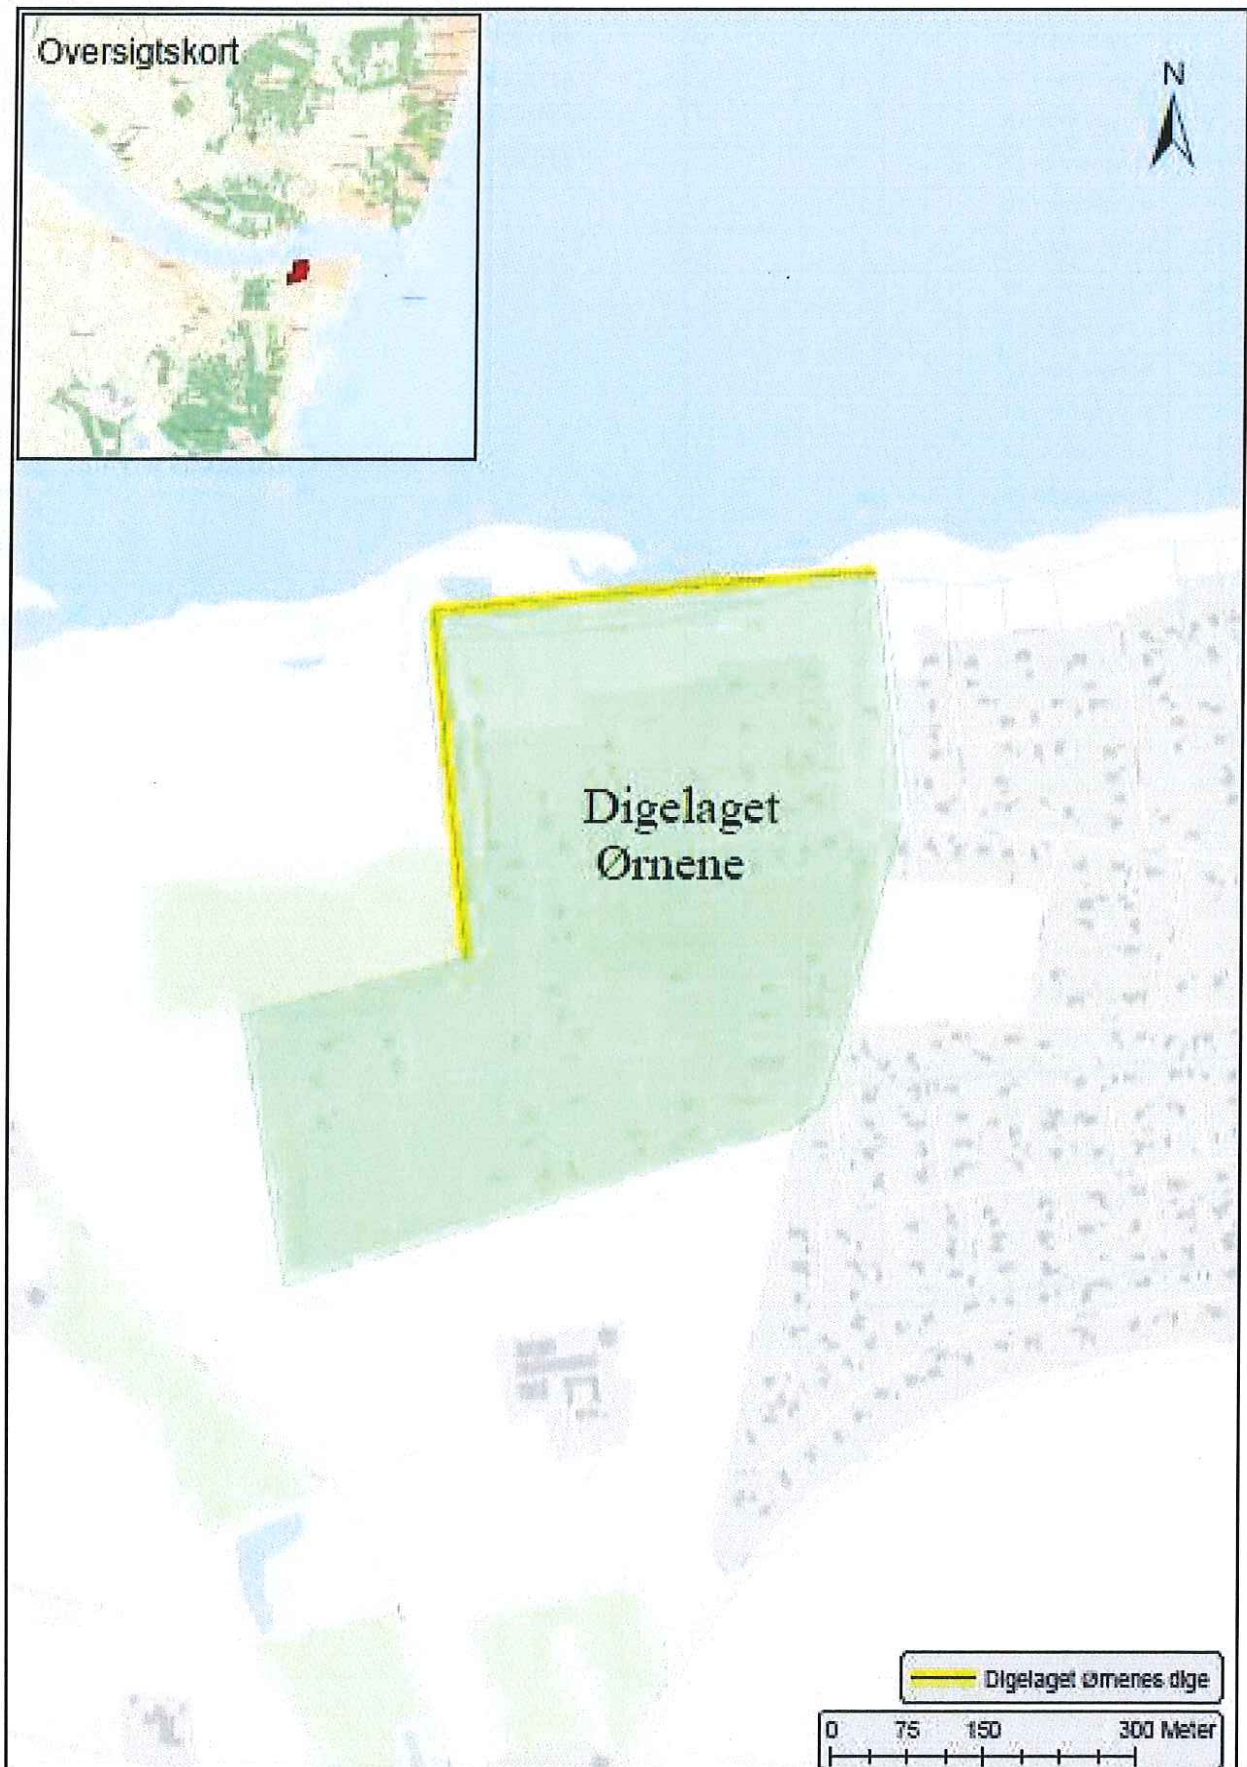 Oversigtskort
N
Digelaget
Ørnene
Digelaget Ørnenes dige
0 75 150 300 Meter